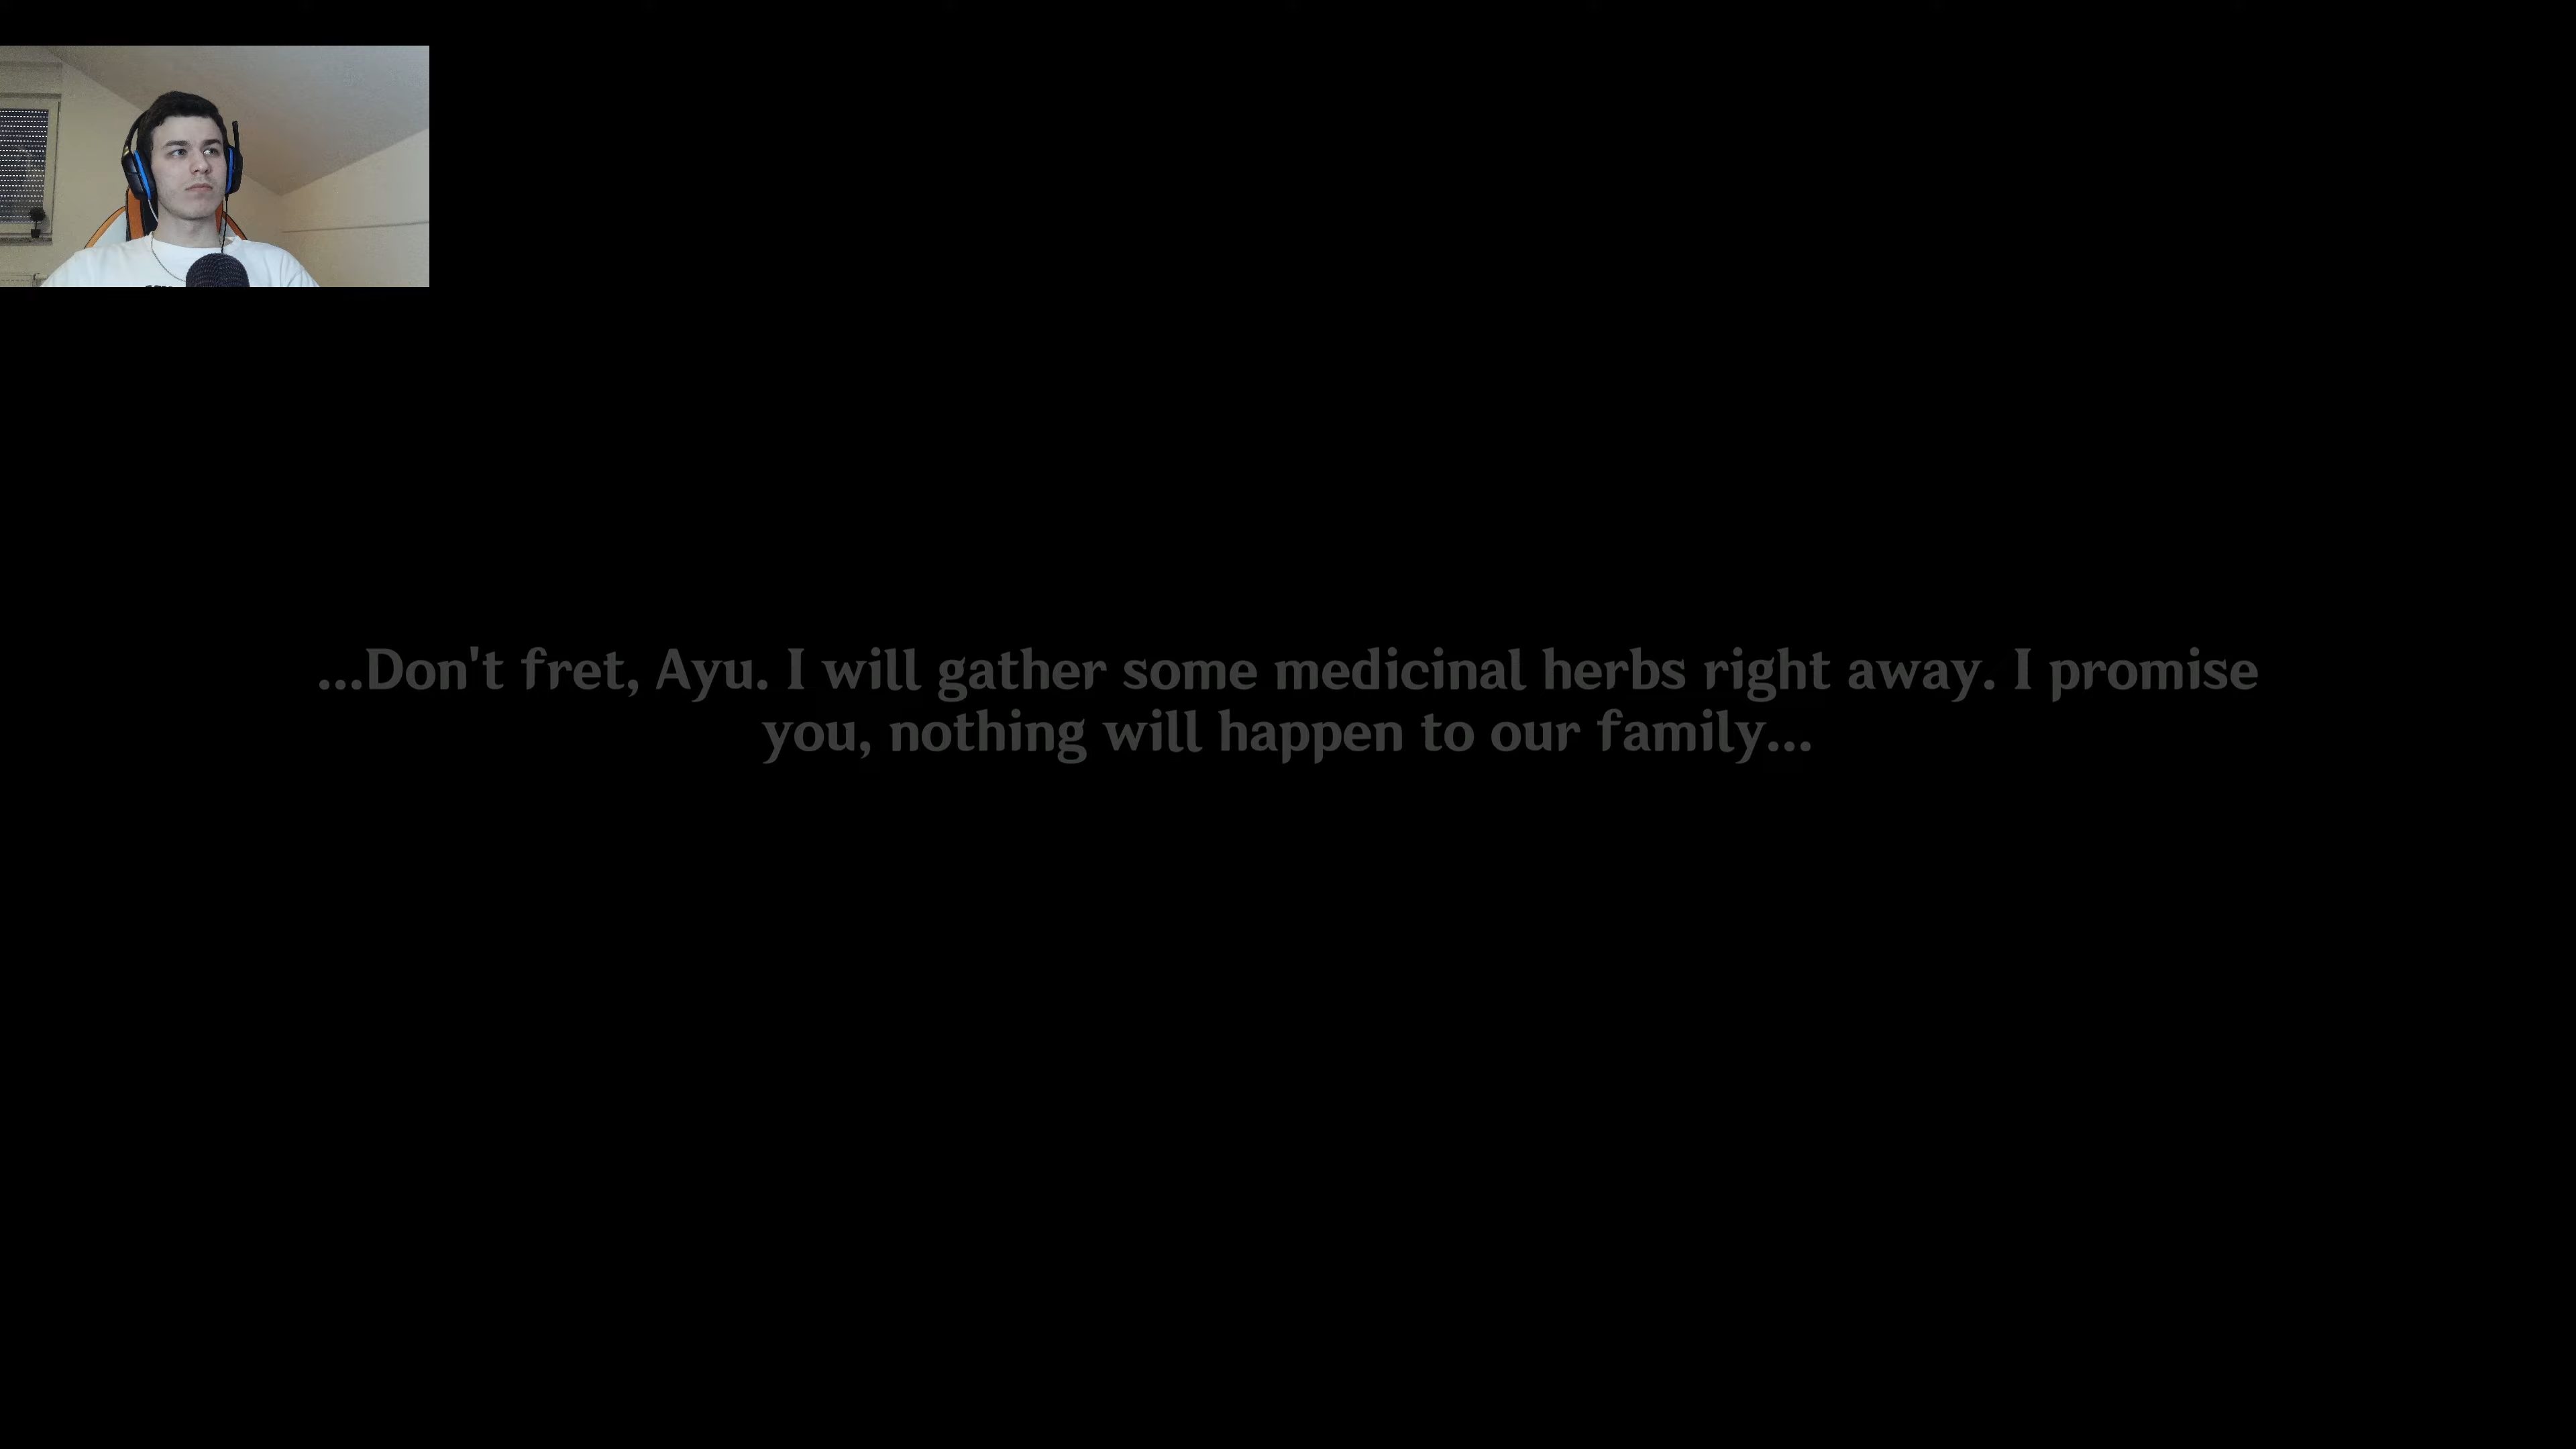 ...Don't fret, Ayu. I will gather some medicinal herbs right away. I promise
you, nothing will happen to our family...